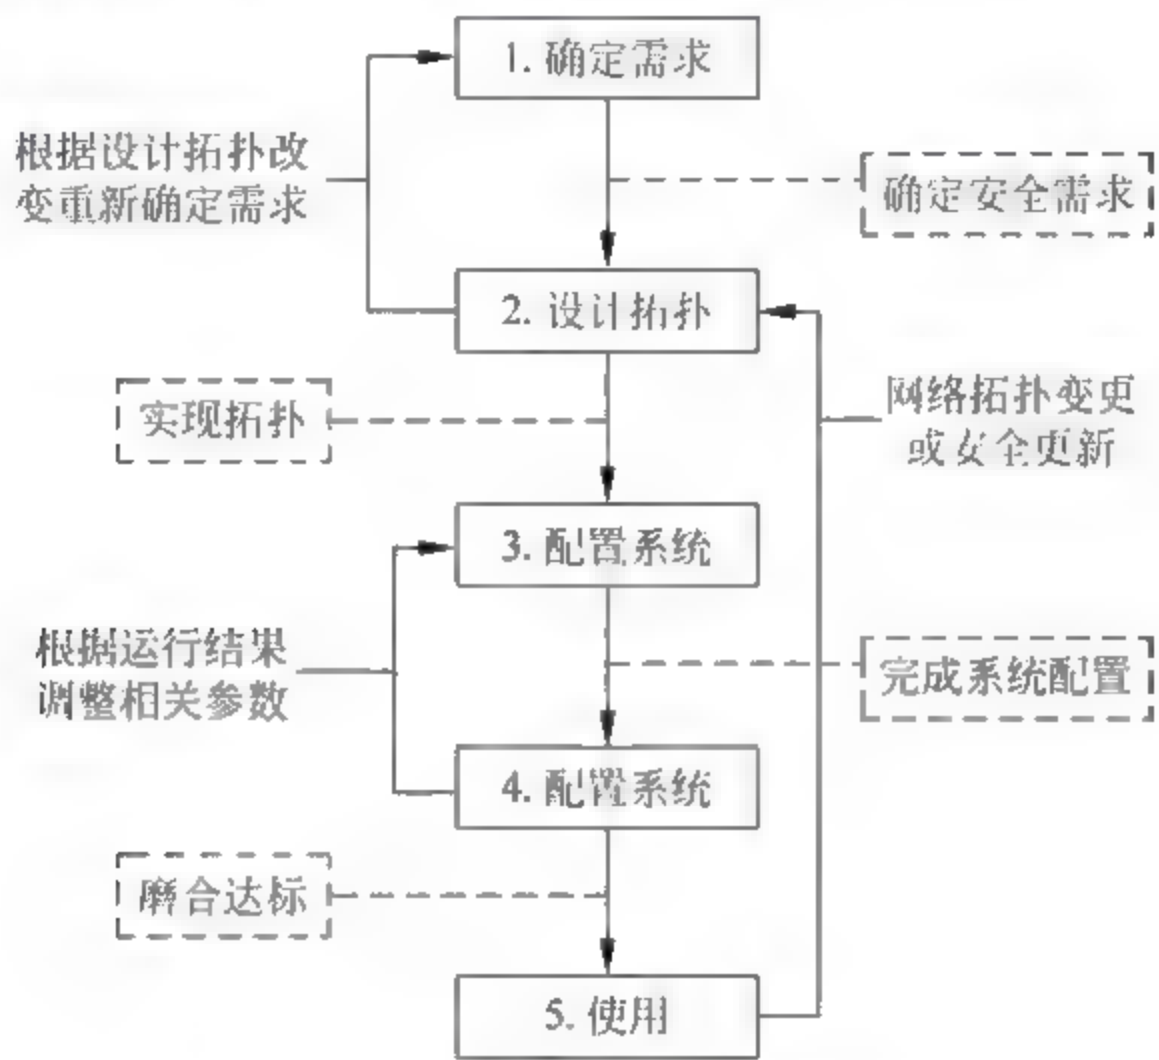 1. 确定需求
根据设计拓扑改
变重新确定需求
确定安全需求
2. 设计拓扑
实现拓扑
网络拓扑变更
或安全更新
3. 配置系统
根据运行结果
调整相关参数
完成系统配置
4. 配置系统
磨合达标
5. 使用